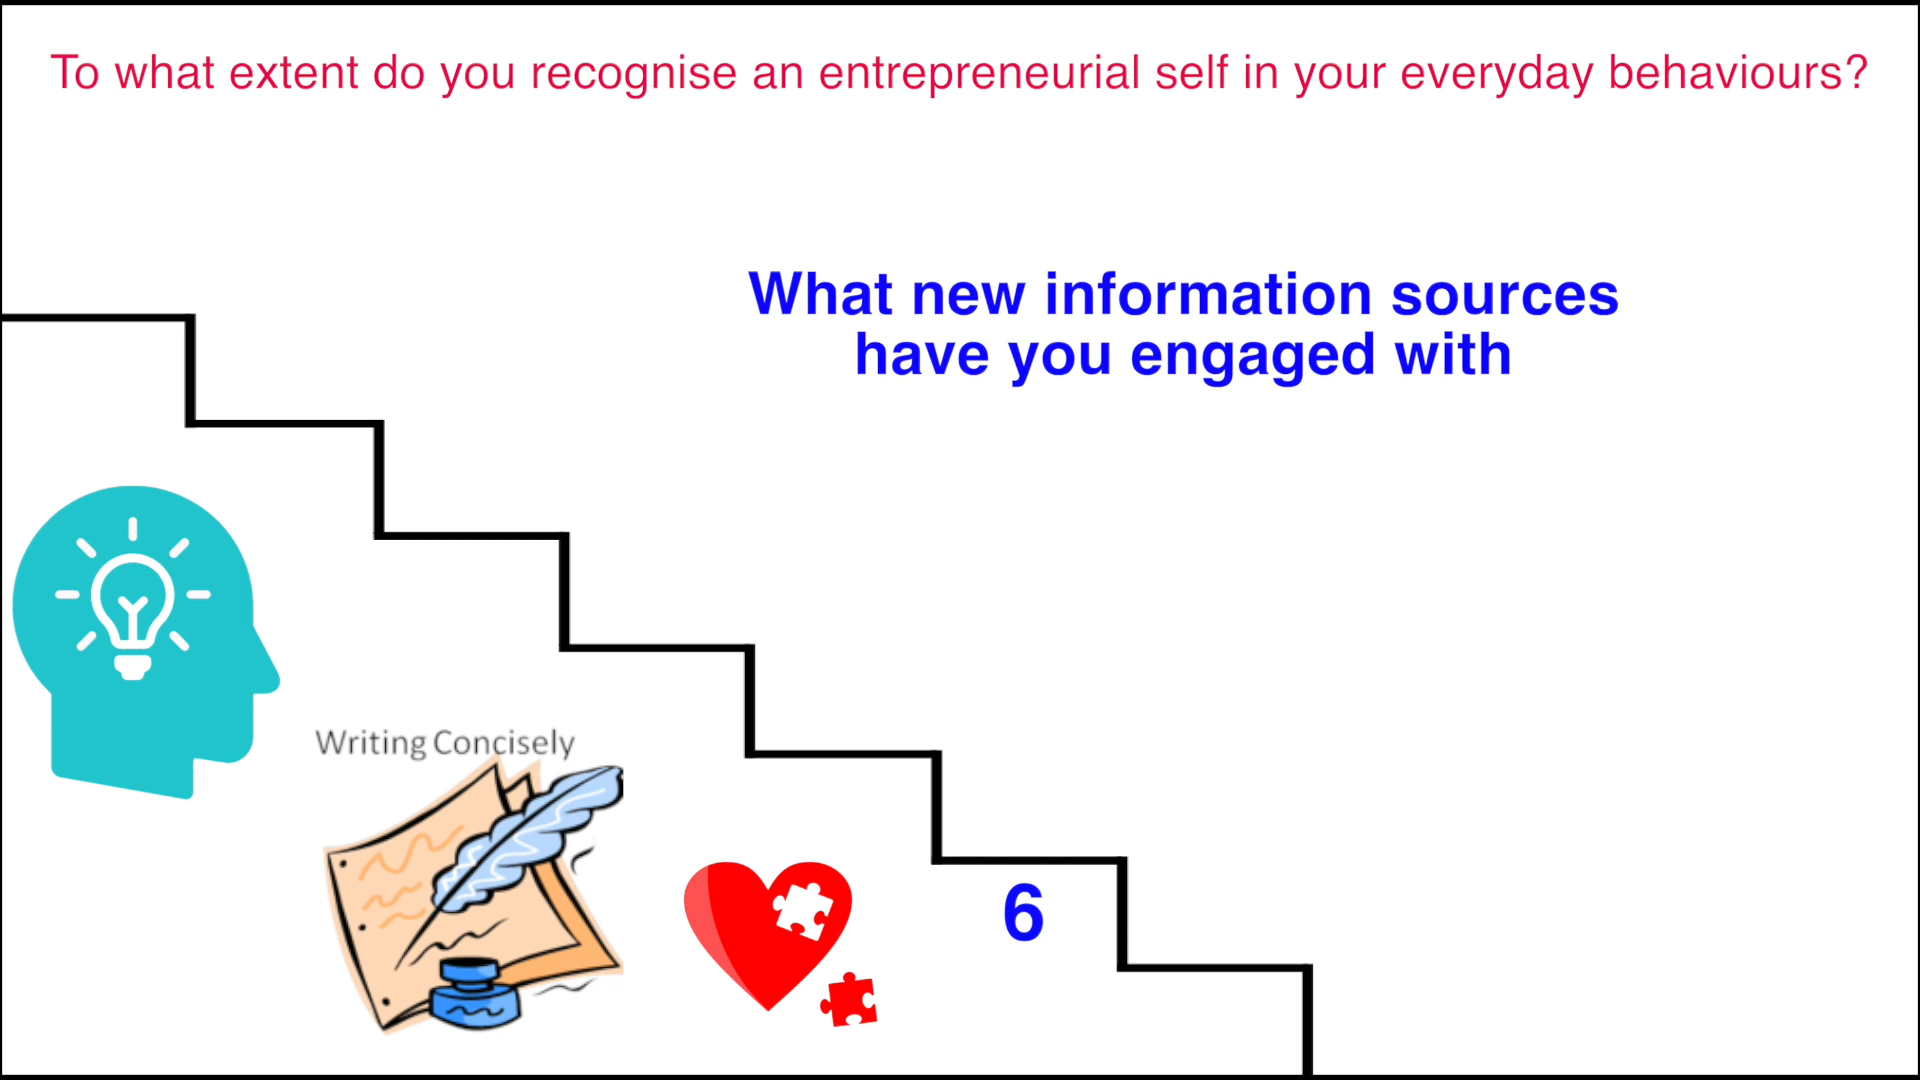 To what extent do you recognise an entrepreneurial self in your everyday behaviours?
What new information sources
have you engaged with
Writing Concisely
6